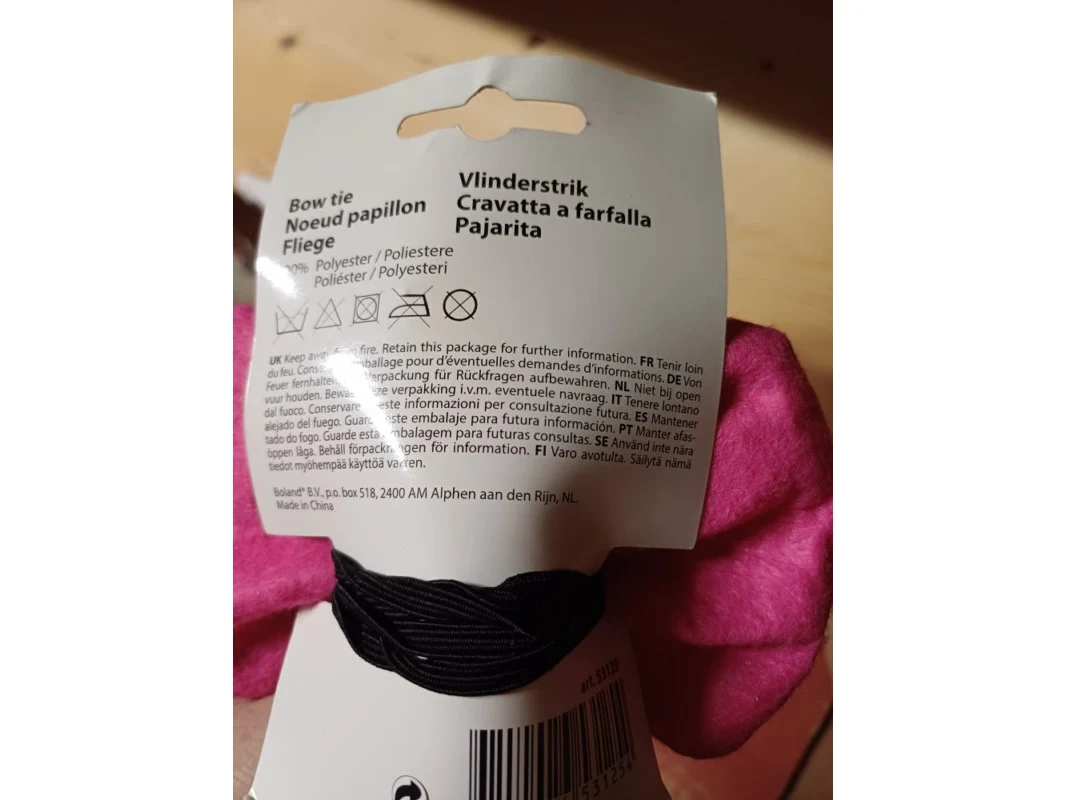 Bow tie
Noeud papillon
Fliege
Vlinderstrik
Cravatta a farfalla
Pajarita
Polyester / Poliestere
Poliéster / Polyesteri
UK Keep away from fire. Retain this package for further information. FR Tenir loin
du feu. emballage pour d'éventuelles demandes d'informations. DE Von
Feuer fernhalten. Verpackung für Rückfragen aufbewahren. NL Niet bij open
vuur houden. deze verpakking i.v.m. eventuele navraag. IT Tenere lontano
dal fuoco. Conservare queste informazioni per consultazione futura. ES Mantener
alejado del fuego. Guarde este embalaje para futura información. PT Manter afas-
tado do fogo. Guarde esta embalagem para futuras consultas. SE Använd inte nära
öppen låga. Behåll förpackningen för information. FI Varo avotulta. Säilytä nämä
tiedot myöhempää käyttöä varten.
Boland® B.V., p.o. box 518, 2400 AM Alphen aan den Rijn, NL.
Made in China
art. 53125
531254